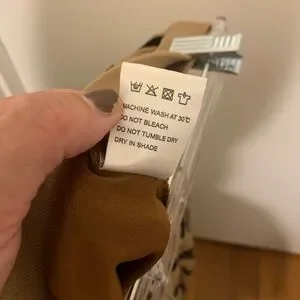 MACHINE WASH AT 30℃
DO NOT BLEACH
DO NOT TUMBLE DRY
DRY IN SHADE